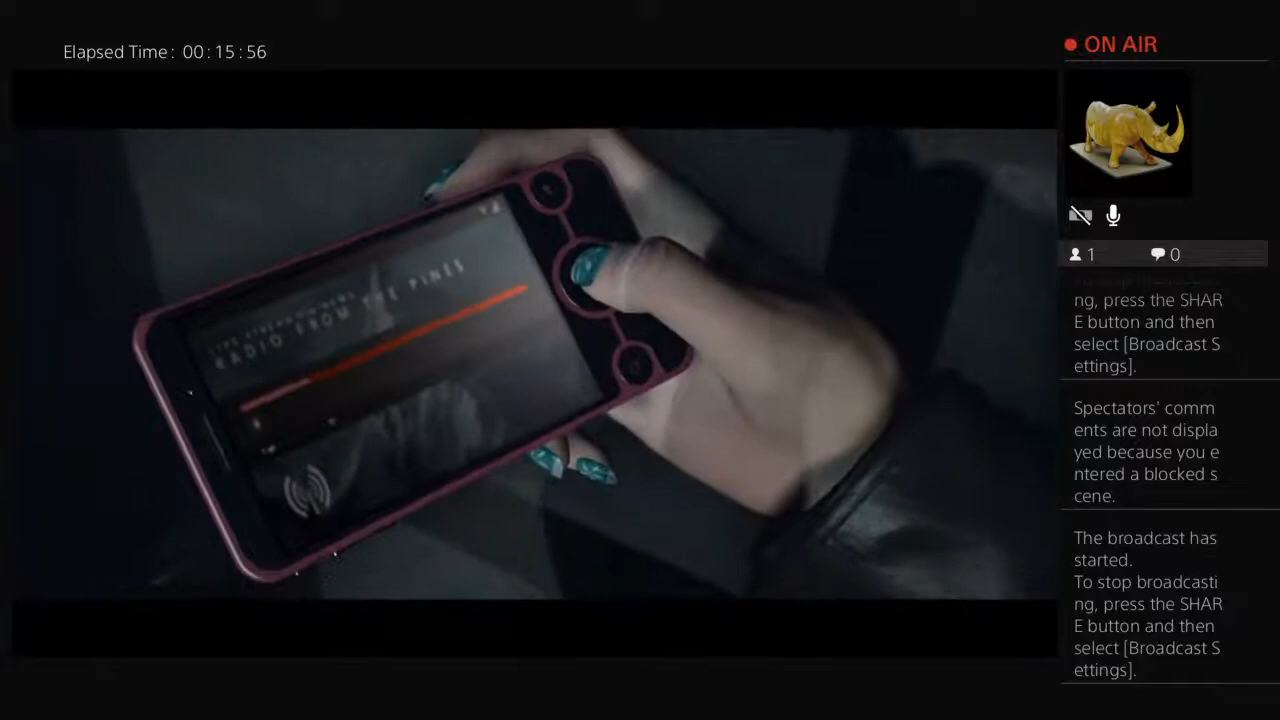 Elapsed Time: 00:15:56
ON AIR
1
0
ng, press the SHAR
E button and then
select [Broadcast S
ettings].
Spectators' comm
ents are not displa
yed because you e
ntered a blocked s
cene.
The broadcast has
started.
To stop broadcasti
ng, press the SHAR
E button and then
select [Broadcast S
ettings].
RADIO FROM THE PINES